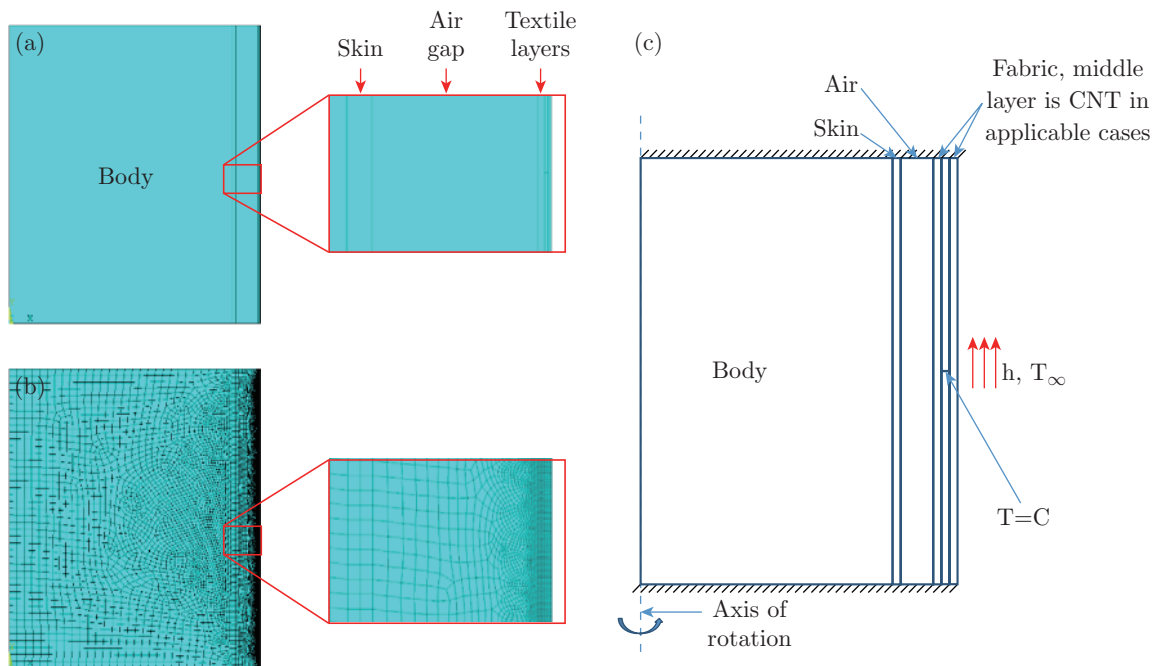 (a)
Skin
Air
gap
Textile
layers
Body
X
(b)
(c)
Fabric, middle
layer is CNT in
applicable cases
Air
Skin
Body
h, T∞
T=C
Axis of
rotation